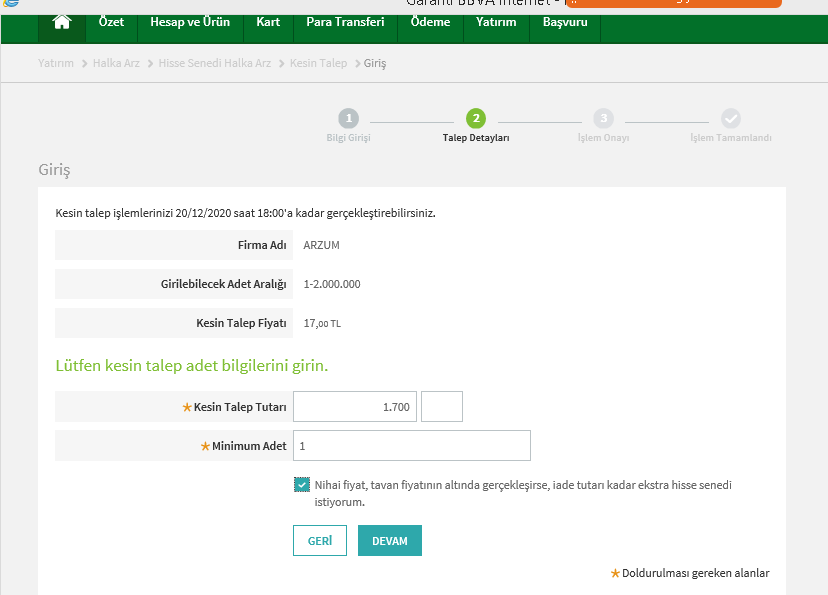 Garanti BBVA Internet -
Özet Hesap ve Ürün Kart Para Transferi Ödeme Yatırım Başvuru
Yatırım > Halka Arz > Hisse Senedi Halka Arz > Kesin Talep > Giriş
1 2 3
Bilgi Girişi Talep Detayları İşlem Onayı İşlem Tamamlandı
Giriş
Kesin talep işlemlerinizi 20/12/2020 saat 18:00'a kadar gerçekleştirebilirsiniz.
Firma Adı ARZUM
Girilebilecek Adet Aralığı 1-2.000.000
Kesin Talep Fiyatı 17,00 TL
Lütfen kesin talep adet bilgilerini girin.
★Kesin Talep Tutarı 1.700
★Minimum Adet 1
Nihai fiyat, tavan fiyatının altında gerçekleşirse, iade tutarı kadar ekstra hisse senedi
istiyorum.
GERİ DEVAM
★Doldurulması gereken alanlar